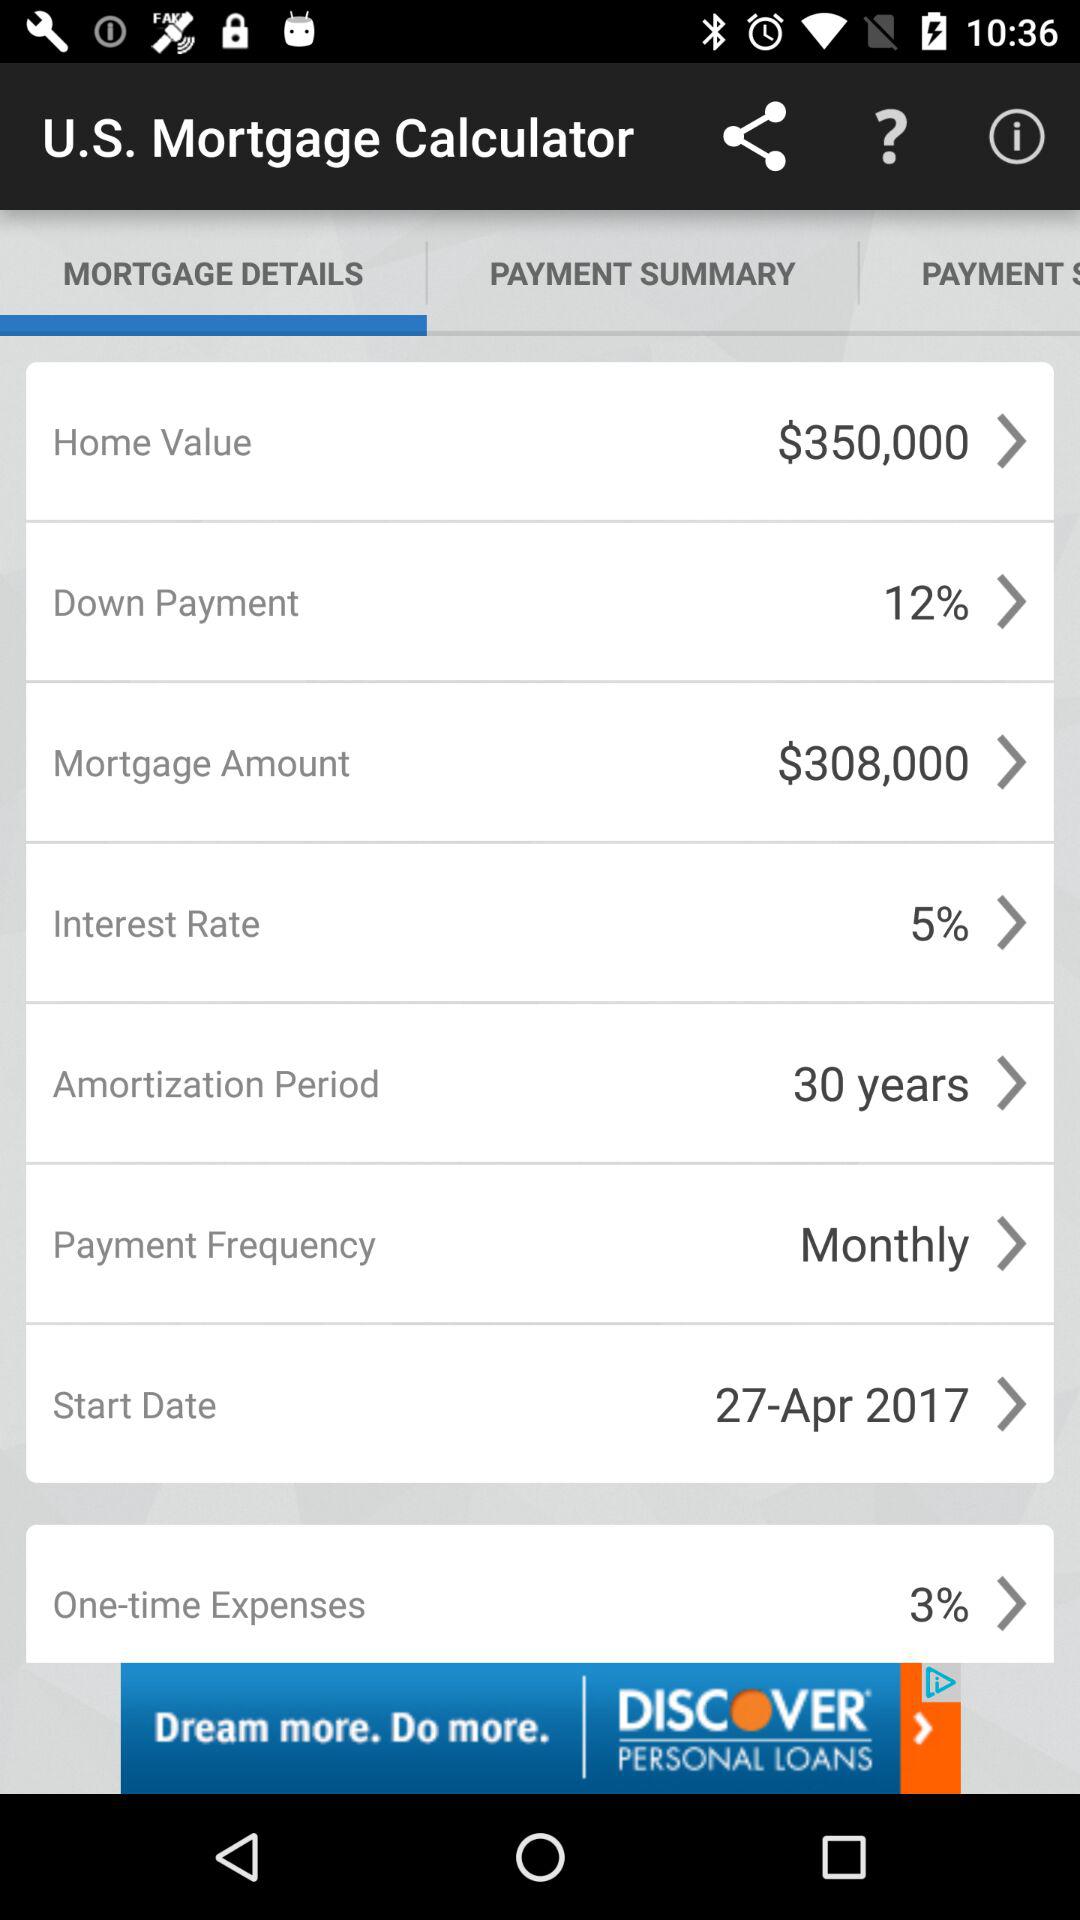 FAKE
10:36
U.S. Mortgage Calculator
MORTGAGE DETAILS
PAYMENT SUMMARY
PAYMENT S
Home Value $350,000
Down Payment 12%
Mortgage Amount $308,000
Interest Rate 5%
Amortization Period 30 years
Payment Frequency Monthly
Start Date 27-Apr 2017
One-time Expenses 3%
Dream more. Do more.
DISCOVER®
PERSONAL LOANS